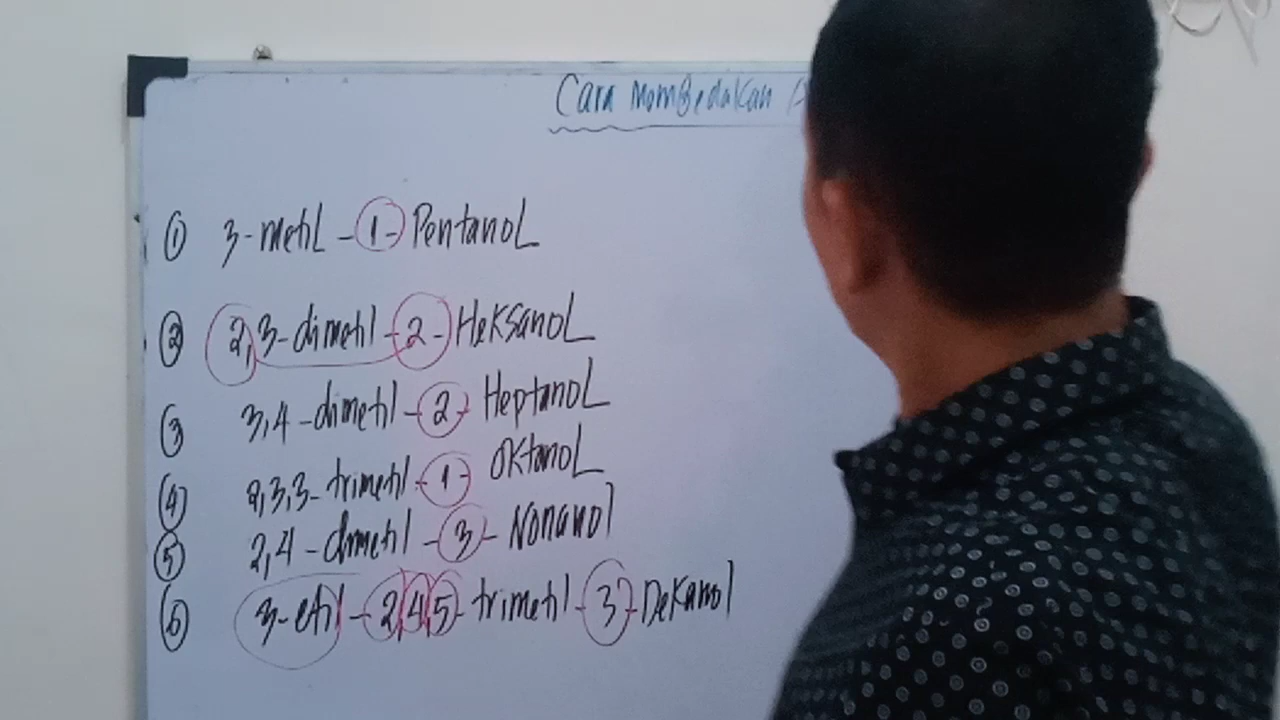 Cara Membedakan
① 3-metil-1-Pentanol
② 2,3-dimetil-2-Heksanol
③ 3,4-dimetil-2-Heptanol
④ 2,3,3-trimetil-1-Oktanol
⑤ 2,4-dimetil-3-Nonanol
⑥ 3-etil-2,4,5-trimetil-3-Dekanol